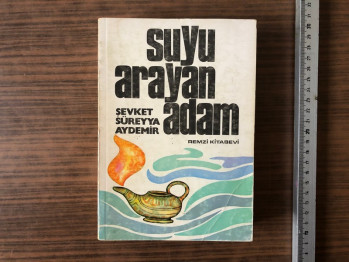 suyu
arayan
adam
ŞEVKET
SÜREYYA
AYDEMİR
REMZİ KİTABEVİ